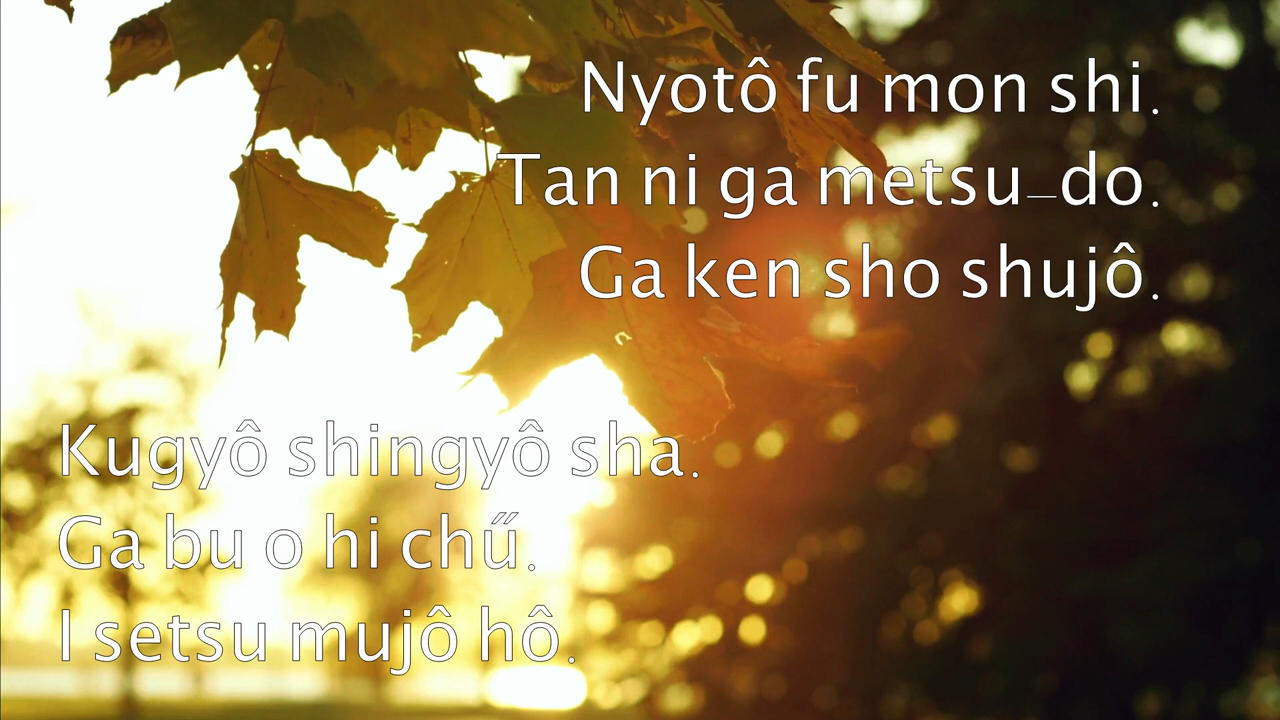 Nyotô fu mon shi.
Tan ni ga metsu–do.
Ga ken sho shujô.
Kugyô shingyô sha.
Ga bu o hi chű.
I setsu mujô hô.